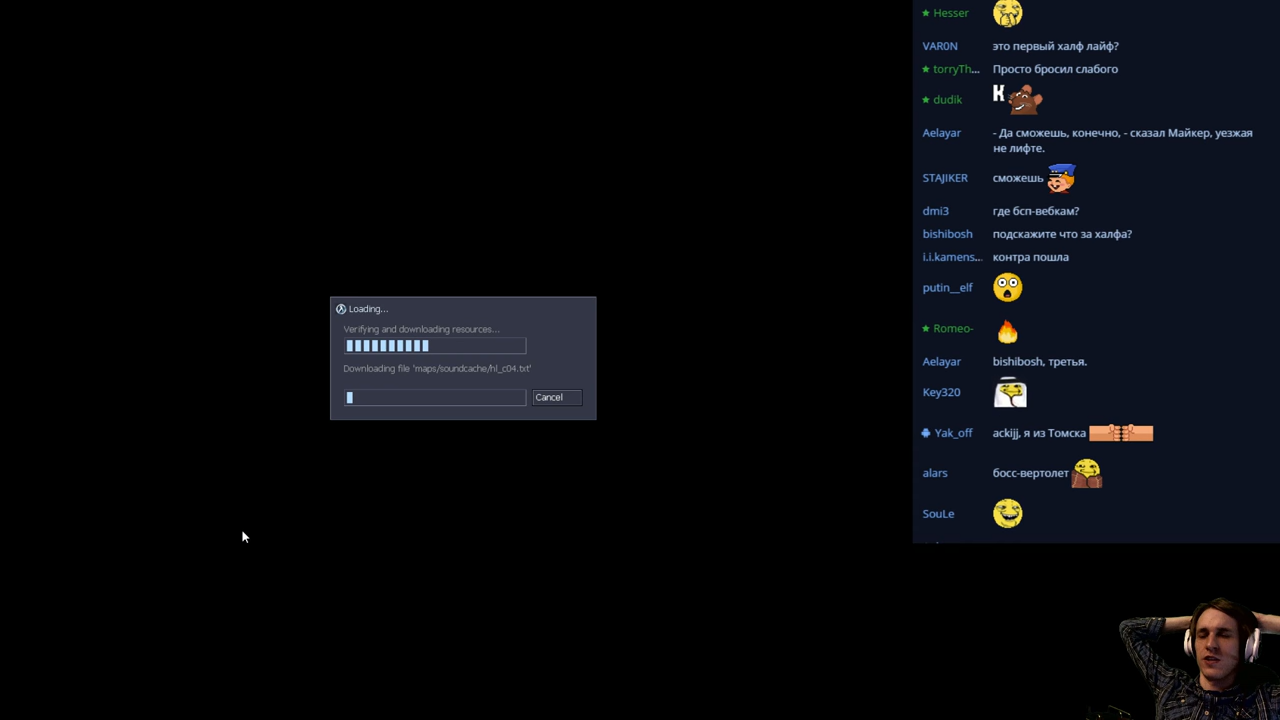 Loading...
Verifying and downloading resources...
Downloading file 'maps/soundcache/hl_c04.txt'
Cancel
Hesser
VAR0N это первый халф лайф?
torryTh... Просто бросил слабого
dudik К
Aelayar - Да сможешь, конечно, - сказал Майкер, уезжая
не лифте.
STAJIKER сможешь
dmi3 где бсп-вебкам?
bishibosh подскажите что за халфа?
i.i.kamens... контра пошла
putin__elf
Romeo-
Aelayar bishibosh, третья.
Key320
Yak_off ackijj, я из Томска
alars босс-вертолет
SouLe